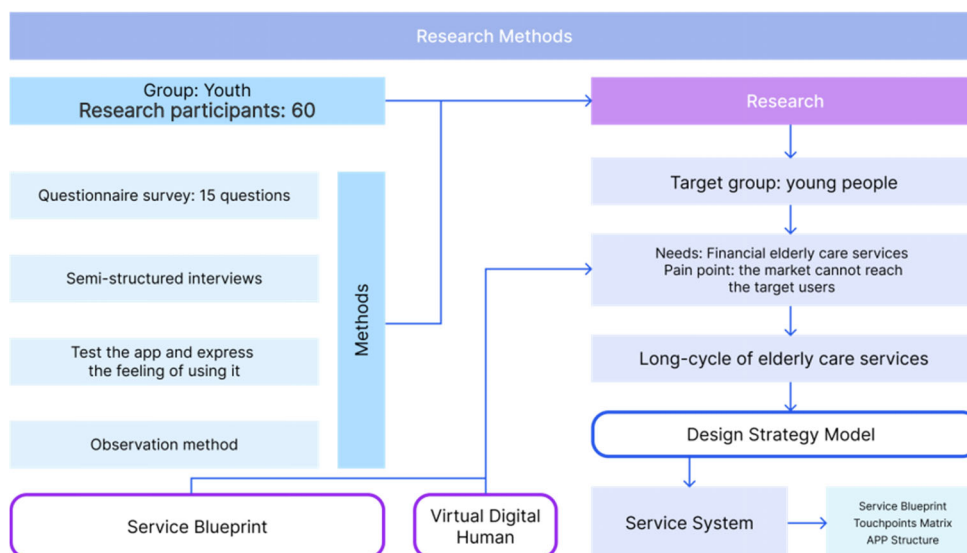 Research Methods
Group: Youth
Research participants: 60
Questionnaire survey: 15 questions
Semi-structured interviews
Test the app and express
the feeling of using it
Observation method
Methods
Service Blueprint
Virtual Digital
Human
Research
Target group: young people
Needs: Financial elderly care services
Pain point: the market cannot reach
the target users
Long-cycle of elderly care services
Design Strategy Model
Service System
Service Blueprint
Touchpoints Matrix
APP Structure